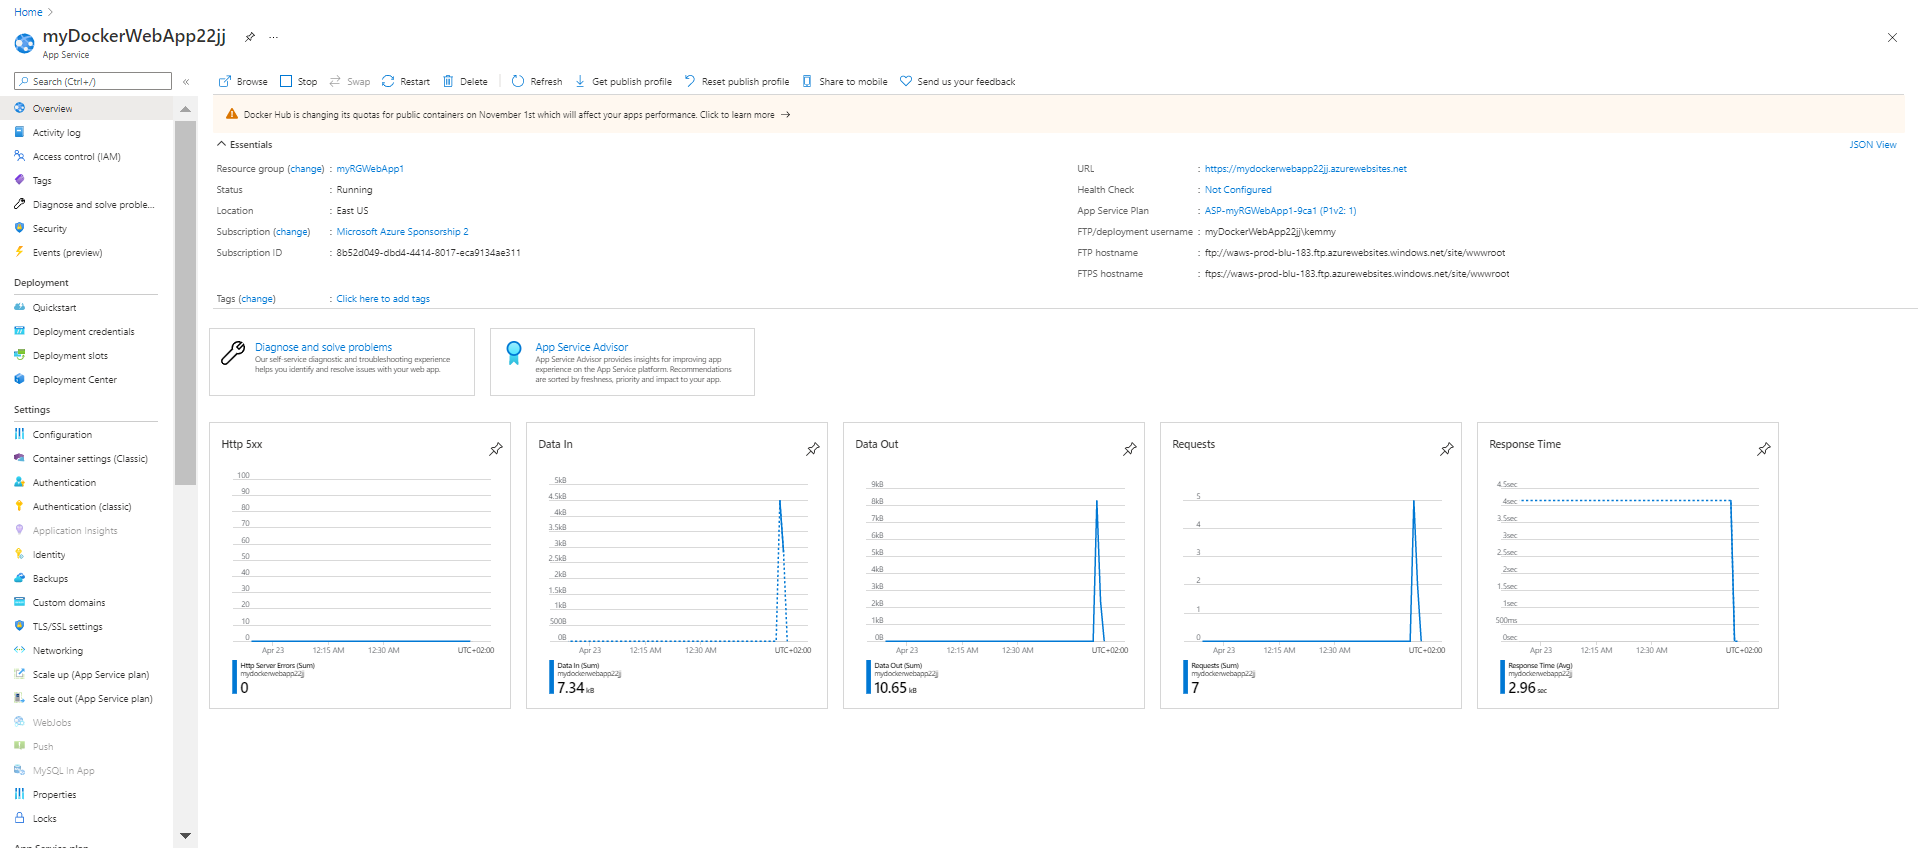 Home
myDockerWebApp22jj
App Service
Search (Ctrl+/)
Browse Stop Swap Restart Delete Refresh Get publish profile Reset publish profile Share to mobile Send us your feedback
Overview
Activity log
Access control (IAM)
Tags
Diagnose and solve proble...
Security
Events (preview)
Deployment
Quickstart
Deployment credentials
Deployment slots
Deployment Center
Settings
Configuration
Container settings (Classic)
Authentication
Authentication (classic)
Application Insights
Identity
Backups
Custom domains
TLS/SSL settings
Networking
Scale up (App Service plan)
Scale out (App Service plan)
WebJobs
Push
MySQL In App
Properties
Locks
App Service plan
Docker Hub is changing its quotas for public containers on November 1st which will affect your apps performance. Click to learn more →
Essentials
JSON View
Resource group (change) : myRGWebApp1
Status : Running
Location : East US
Subscription (change) : Microsoft Azure Sponsorship 2
Subscription ID : 8b52d049-dbd4-4414-8017-eca9134ae311
Tags (change) : Click here to add tags
URL : https://mydockerwebapp22jj.azurewebsites.net
Health Check : Not Configured
App Service Plan : ASP-myRGWebApp1-9ca1 (P1v2: 1)
FTP/deployment username : myDockerWebApp22jj\kemmy
FTP hostname : ftp://waws-prod-blu-183.ftp.azurewebsites.windows.net/site/wwwroot
FTPS hostname : ftps://waws-prod-blu-183.ftp.azurewebsites.windows.net/site/wwwroot
Diagnose and solve problems
Our self-service diagnostic and troubleshooting experience
helps you identify and resolve issues with your web app.
App Service Advisor
App Service Advisor provides insights for improving app
experience on the App Service platform. Recommendations
are sorted by freshness, priority and impact to your app.
Http 5xx
100
90
80
70
60
50
40
30
20
10
0
Apr 23 12:15 AM 12:30 AM UTC+02:00
Http Server Errors (Sum)
mydockerwebapp22jj
0
Data In
5kB
4.5kB
4kB
3.5kB
3kB
2.5kB
2kB
1.5kB
1kB
500B
0B
Apr 23 12:15 AM 12:30 AM UTC+02:00
Data In (Sum)
mydockerwebapp22jj
7.34 kB
Data Out
9kB
8kB
7kB
6kB
5kB
4kB
3kB
2kB
1kB
0B
Apr 23 12:15 AM 12:30 AM UTC+02:00
Data Out (Sum)
mydockerwebapp22jj
10.65 kB
Requests
5
4
3
2
1
0
Apr 23 12:15 AM 12:30 AM UTC+02:00
Requests (Sum)
mydockerwebapp22jj
7
Response Time
4.5sec
4sec
3.5sec
3sec
2.5sec
2sec
1.5sec
1sec
500ms
0sec
Apr 23 12:15 AM 12:30 AM UTC+02:00
Response Time (Avg)
mydockerwebapp22jj
2.96 sec